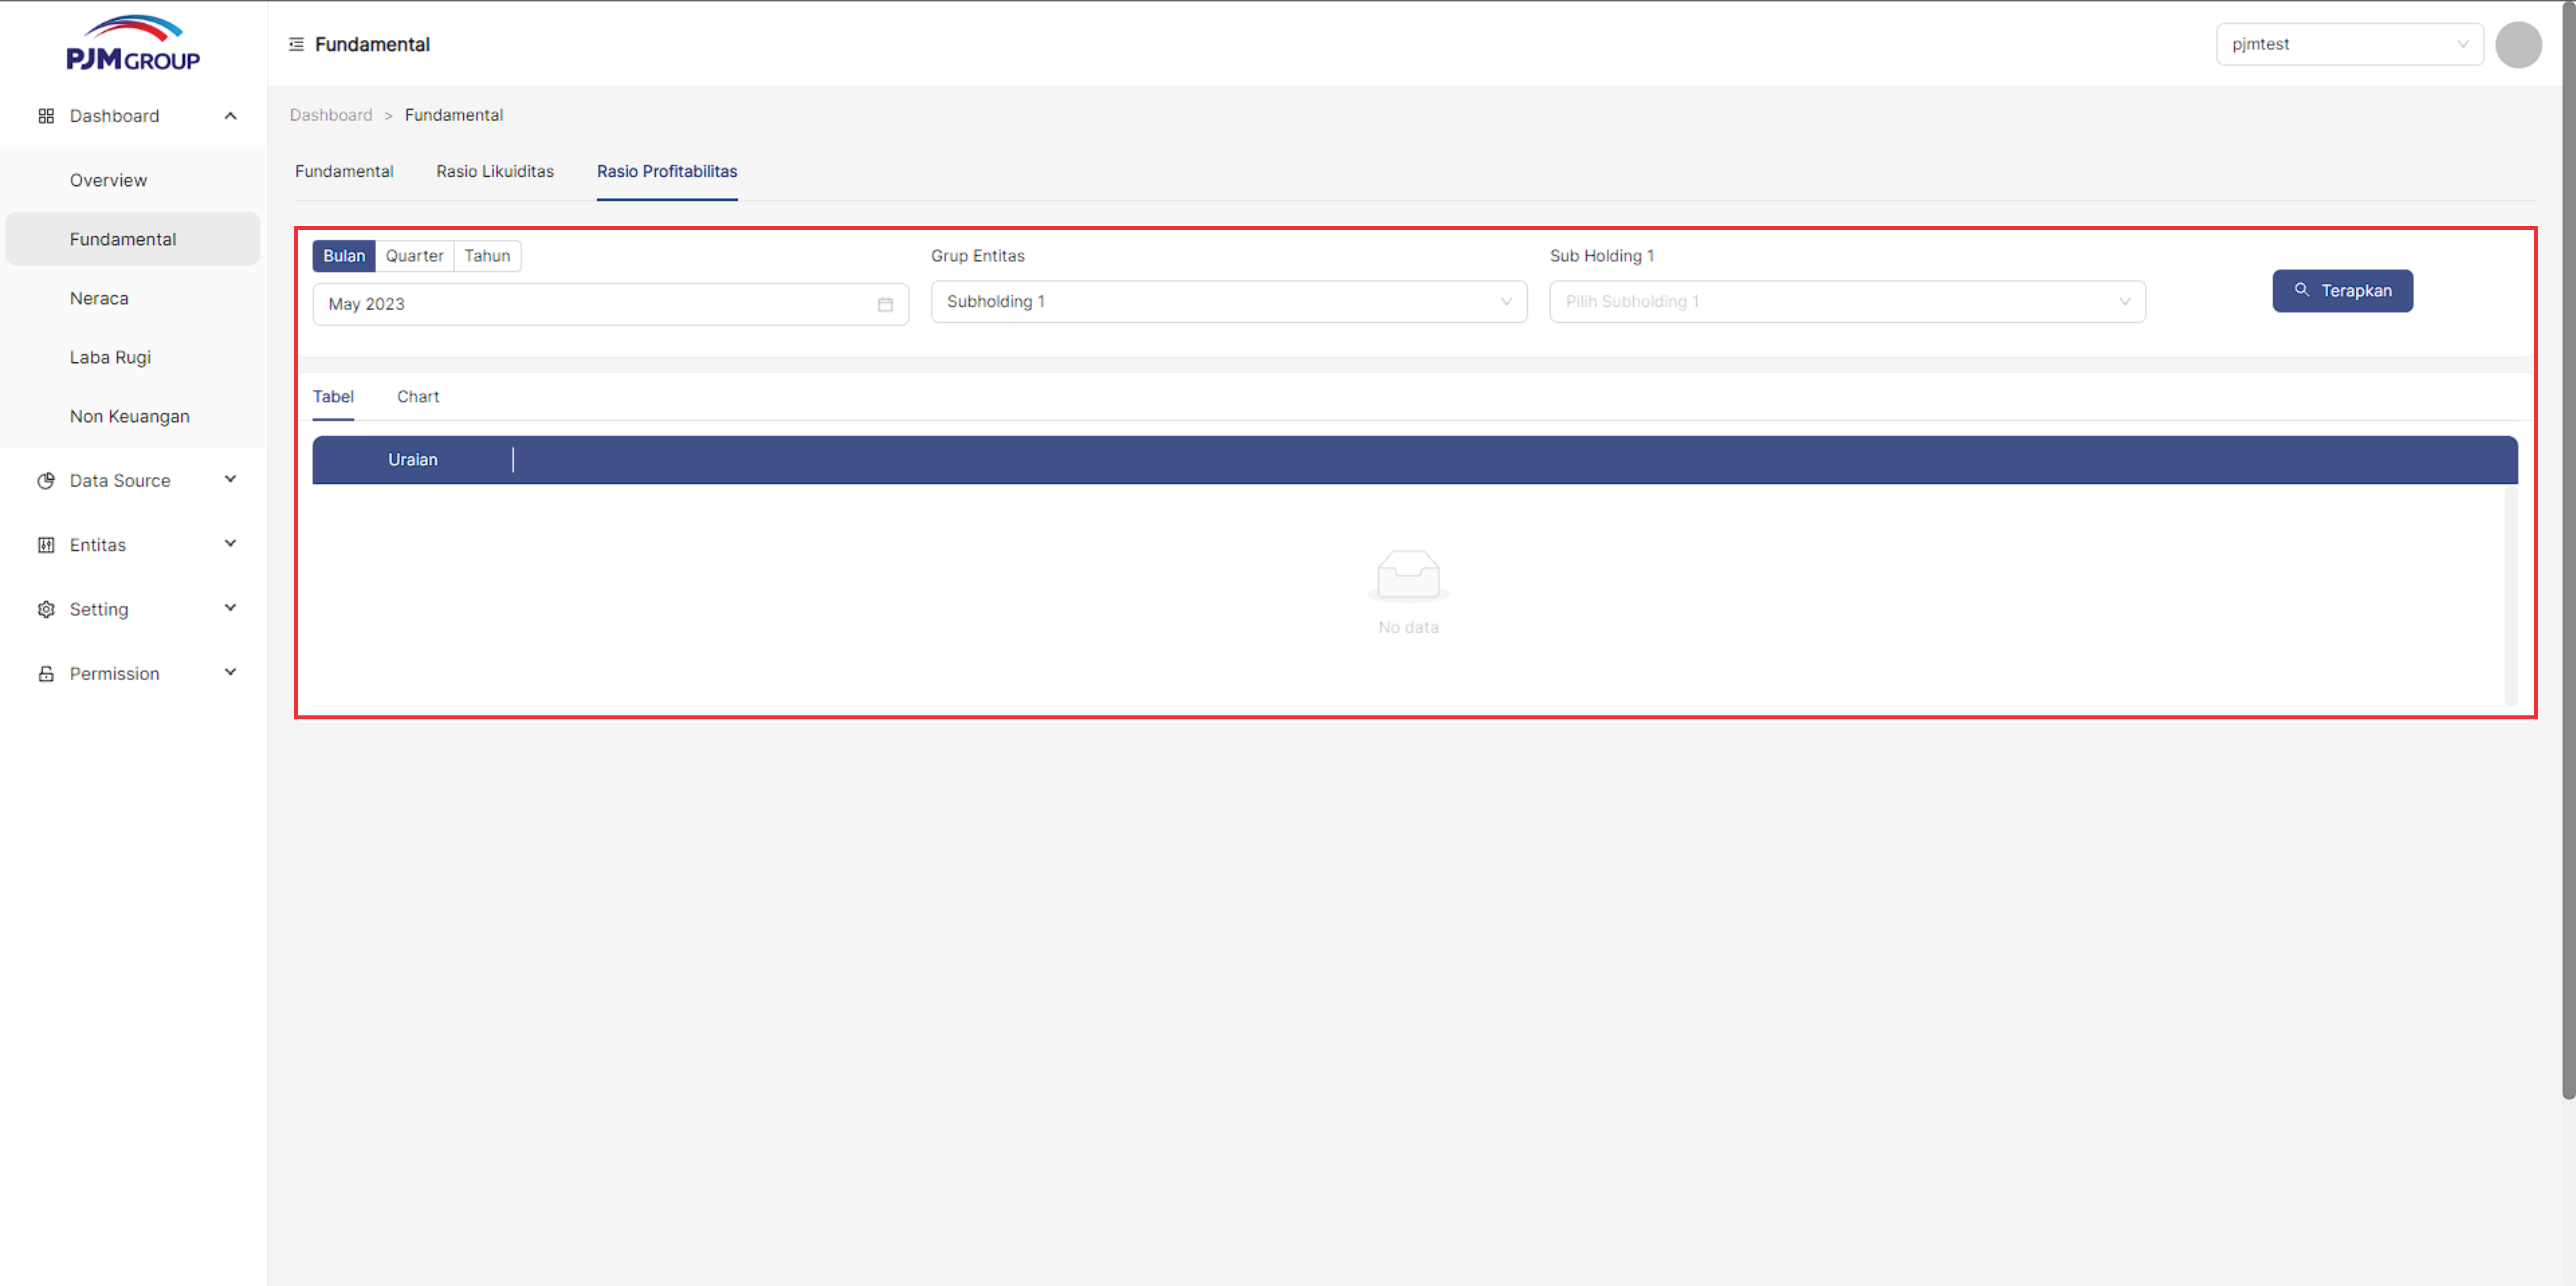 PJM GROUP
Fundamental
pjmtest
Dashboard
Overview
Fundamental
Neraca
Laba Rugi
Non Keuangan
Data Source
Entitas
Setting
Permission
Dashboard > Fundamental
Fundamental Rasio Likuiditas Rasio Profitabilitas
Bulan Quarter Tahun
May 2023
Grup Entitas
Subholding 1
Sub Holding 1
Pilih Subholding 1
Terapkan
Tabel Chart
Uraian
No data